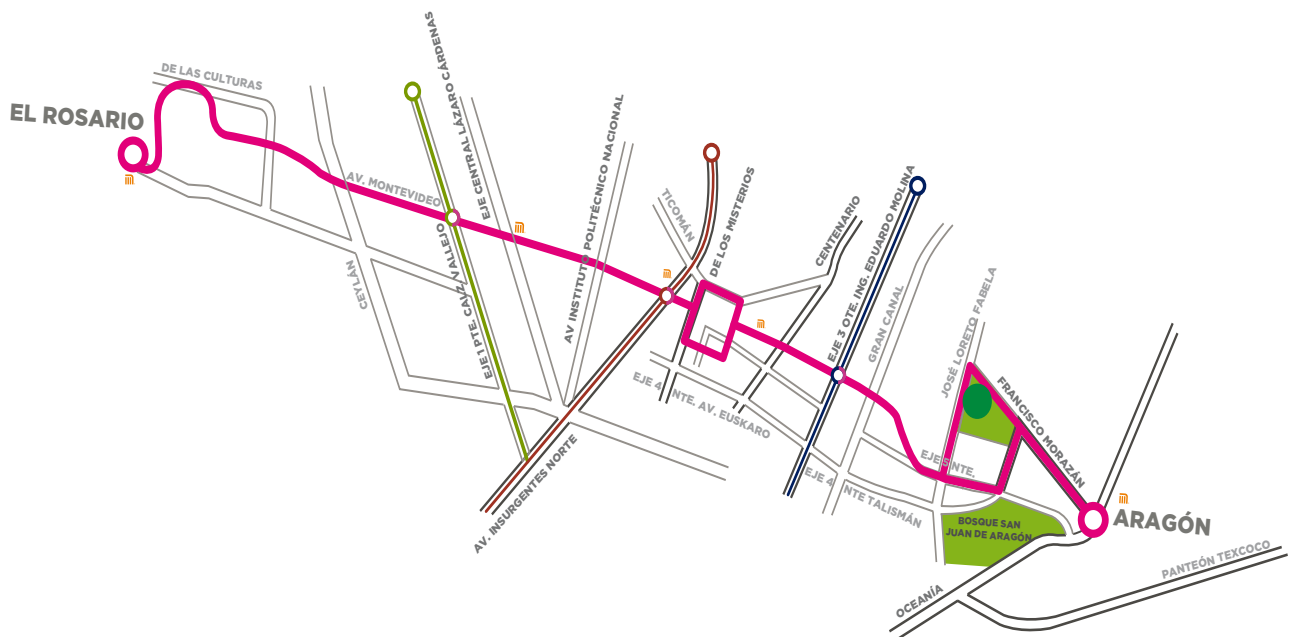 DE LAS CULTURAS
EL ROSARIO
AV. MONTEVIDEO
CEYLÁN
EJE 1 PTE. CALZ. VALLEJO
EJE CENTRAL LÁZARO CÁRDENAS
AV INSTITUTO POLITÉCNICO NACIONAL
AV. INSURGENTES NORTE
TICOMÁN
DE LOS MISTERIOS
CENTENARIO
EJE 4 NTE. AV. EUSKARO
EJE 3 OTE. ING. EDUARDO MOLINA
GRAN CANAL
EJE 4 NTE TALISMÁN
JOSÉ LORETO FABELA
EJE 5 NTE.
FRANCISCO MORAZÁN
BOSQUE SAN
JUAN DE ARAGÓN
ARAGÓN
OCEANÍA
PANTEÓN TEXCOCO